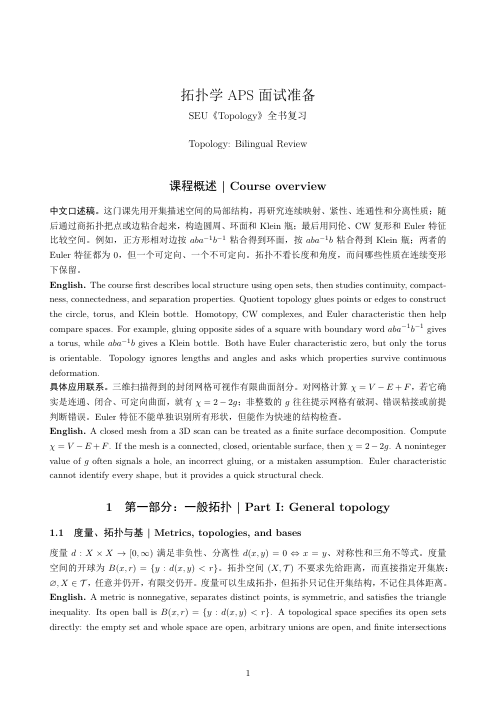 拓扑学 APS 面试准备
SEU《Topology》全书复习
Topology: Bilingual Review
课程概述 | Course overview
中文口述稿。这门课先用开集描述空间的局部结构，再研究连续映射、紧性、连通性和分离性质；随
后通过商拓扑把点或边粘合起来，构造圆周、环面和 Klein 瓶；最后用同伦、CW 复形和 Euler 特征
比较空间。例如，正方形相对边按 aba⁻¹b⁻¹ 粘合得到环面，按 aba⁻¹b 粘合得到 Klein 瓶；两者的
Euler 特征都为 0，但一个可定向、一个不可定向。拓扑不看长度和角度，而问哪些性质在连续变形
下保留。
English. The course first describes local structure using open sets, then studies continuity, compact-
ness, connectedness, and separation properties. Quotient topology glues points or edges to construct
the circle, torus, and Klein bottle. Homotopy, CW complexes, and Euler characteristic then help
compare spaces. For example, gluing opposite sides of a square with boundary word aba⁻¹b⁻¹ gives
a torus, while aba⁻¹b gives a Klein bottle. Both have Euler characteristic zero, but only the torus
is orientable. Topology ignores lengths and angles and asks which properties survive continuous
deformation.
具体应用联系。三维扫描得到的封闭网格可视作有限曲面剖分。对网格计算 χ = V − E + F，若它确
实是连通、闭合、可定向曲面，就有 χ = 2 − 2g；非整数的 g 往往提示网格有破洞、错误粘接或前提
判断错误。Euler 特征不能单独识别所有形状，但能作为快速的结构检查。
English. A closed mesh from a 3D scan can be treated as a finite surface decomposition. Compute
χ = V − E + F. If the mesh is a connected, closed, orientable surface, then χ = 2 − 2g. A noninteger
value of g often signals a hole, an incorrect gluing, or a mistaken assumption. Euler characteristic
cannot identify every shape, but it provides a quick structural check.
1 第一部分：一般拓扑 | Part I: General topology
1.1 度量、拓扑与基 | Metrics, topologies, and bases
度量 d : X × X → [0, ∞) 满足非负性、分离性 d(x, y) = 0 ⇔ x = y、对称性和三角不等式。度量
空间的开球为 B(x, r) = {y : d(x, y) < r}。拓扑空间 (X, 𝒯) 不要求先给距离，而直接指定开集族：
∅, X ∈ 𝒯，任意并仍开，有限交仍开。度量可以生成拓扑，但拓扑只记住开集结构，不记住具体距离。
English. A metric is nonnegative, separates distinct points, is symmetric, and satisfies the triangle
inequality. Its open ball is B(x, r) = {y : d(x, y) < r}. A topological space specifies its open sets
directly: the empty set and whole space are open, arbitrary unions are open, and finite intersections
1